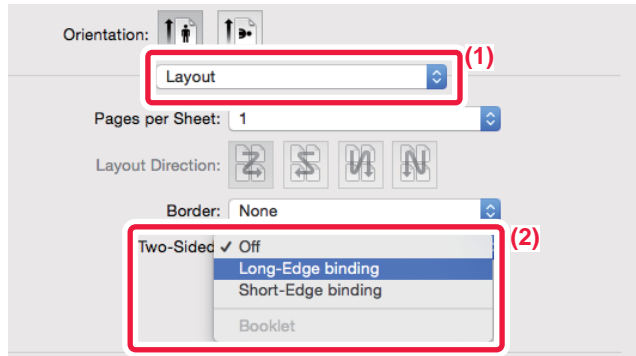 Orientation:
(1)
Layout
Pages per Sheet: 1
Layout Direction:
Border: None
(2)
Two-Sided ✓ Off
Long-Edge binding
Short-Edge binding
Booklet